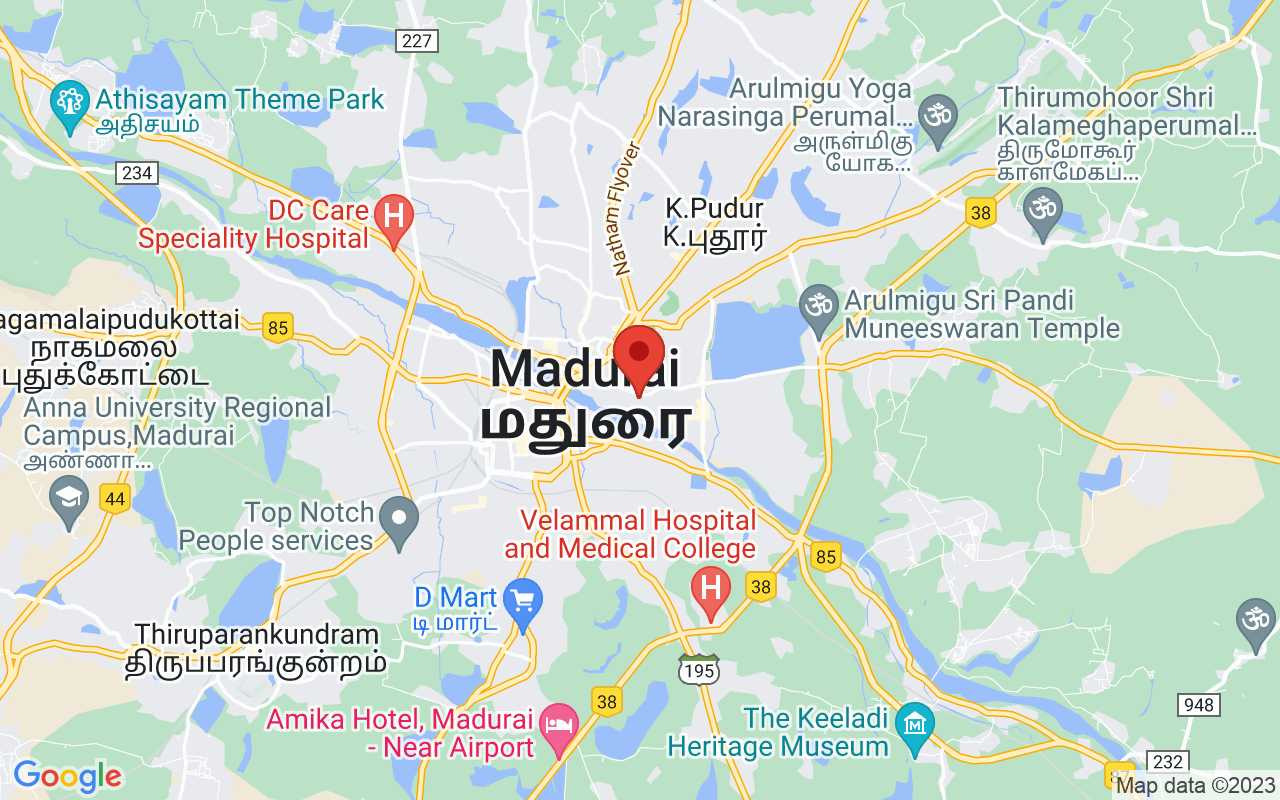 227
Athisayam Theme Park
அதிசயம்
234
DC Care
Speciality Hospital
Natham Flyover
K.Pudur
K.புதூர்
Arulmigu Yoga
Narasinga Perumal...
அருள்மிகு
யோக...
Thirumohoor Shri
Kalameghaperumal...
திருமோகூர்
காளமேகப்...
38
Arulmigu Sri Pandi
Muneeswaran Temple
agamalaipudukottai
நாகமலை
புதுக்கோட்டை
85
Madurai
மதுரை
Anna University Regional
Campus,Madurai
அண்ணா...
44
Top Notch
People services
Velammal Hospital
and Medical College
85
38
D Mart
டி மார்ட்
Thiruparankundram
திருப்பரங்குன்றம்
195
38
Amika Hotel, Madurai
- Near Airport
The Keeladi
Heritage Museum
948
232
87
Google
Map data ©2023